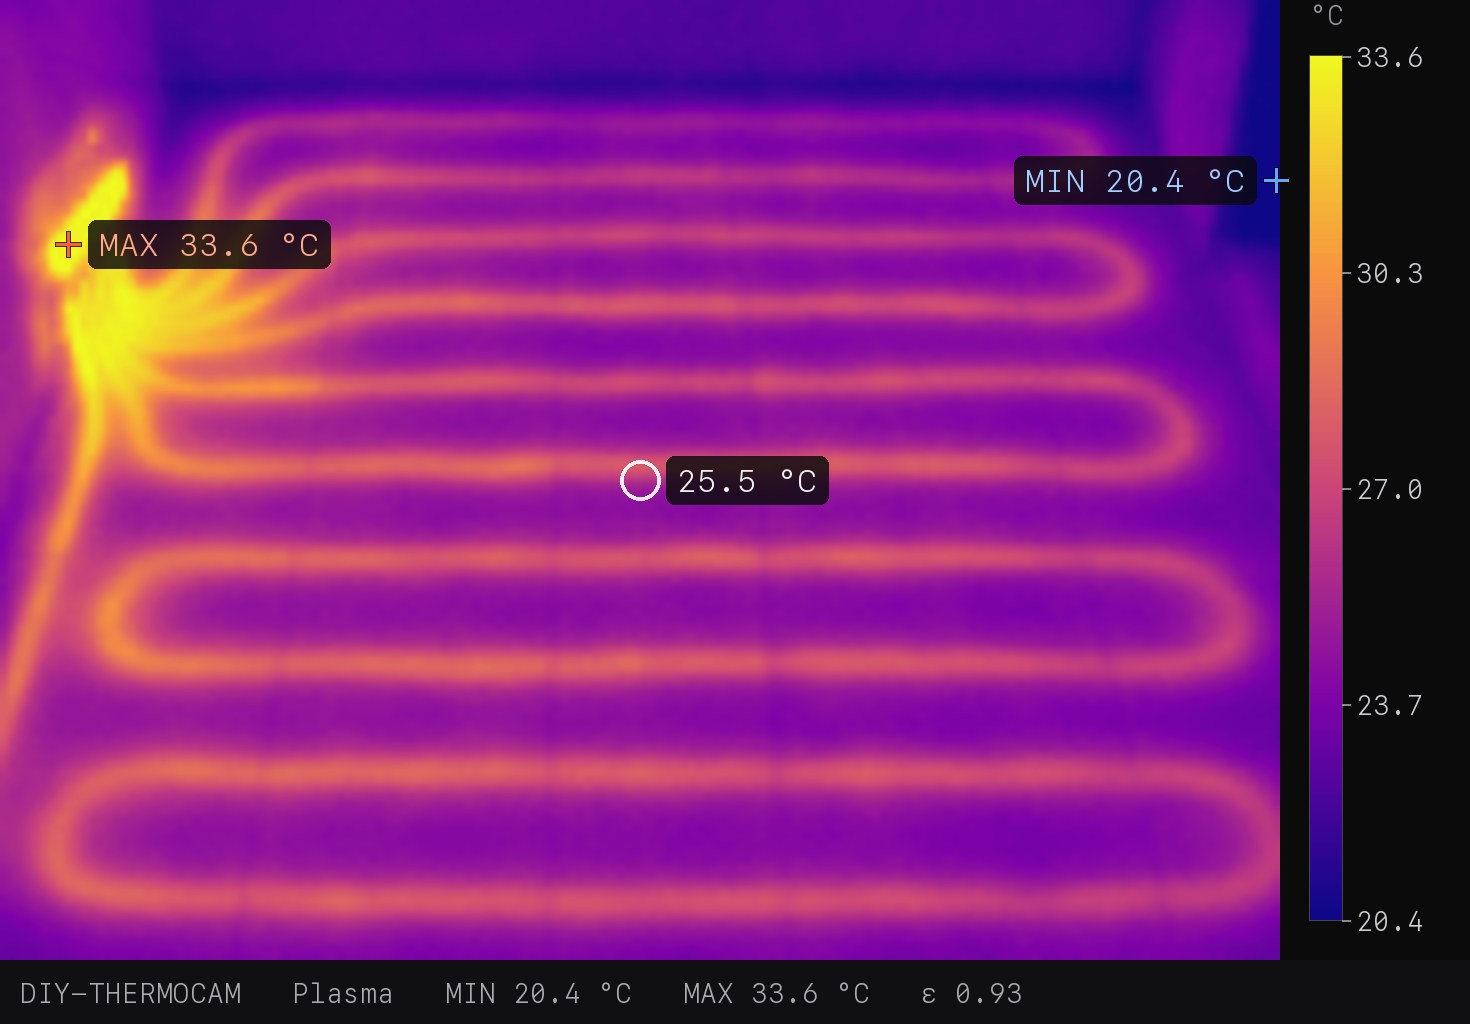 °C
33.6
MIN 20.4 °C
MAX 33.6 °C
30.3
25.5 °C
27.0
23.7
20.4
DIY−THERMOCAM Plasma MIN 20.4 °C MAX 33.6 °C ε 0.93